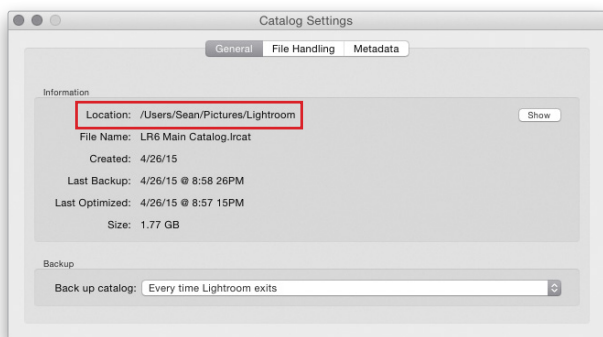 Catalog Settings
General File Handling Metadata
Information
Location: /Users/Sean/Pictures/Lightroom Show
File Name: LR6 Main Catalog.lrcat
Created: 4/26/15
Last Backup: 4/26/15 @ 8:58 26PM
Last Optimized: 4/26/15 @ 8:57 15PM
Size: 1.77 GB
Backup
Back up catalog: Every time Lightroom exits